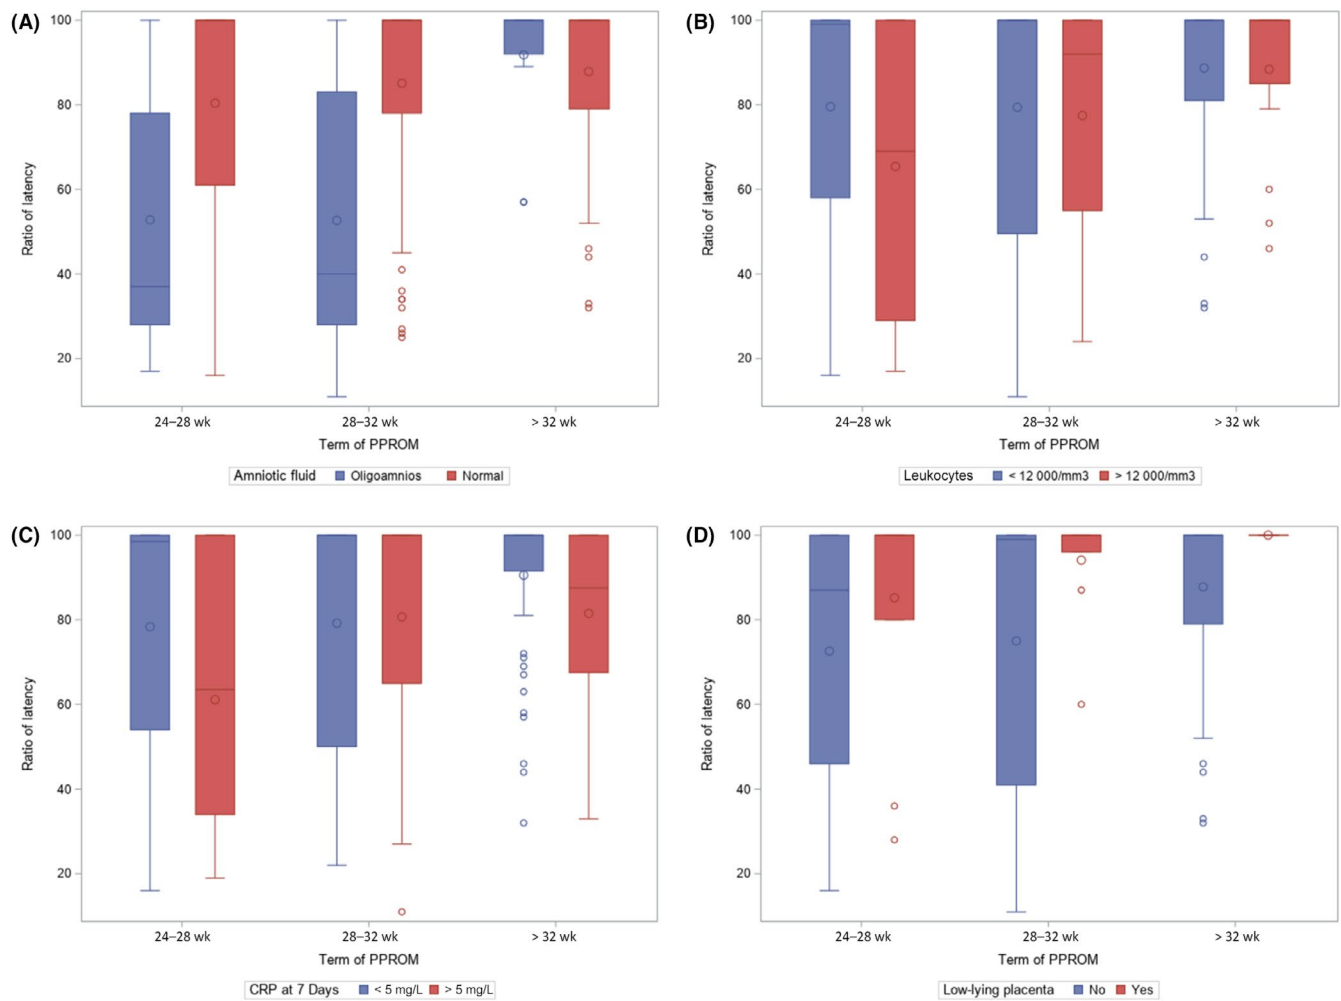 (A)
100
80
60
40
20
Ratio of latency
24–28 wk 28–32 wk > 32 wk
Term of PPROM
Amniotic fluid Oligoamnios Normal
(B)
100
80
60
40
20
Ratio of latency
24–28 wk 28–32 wk > 32 wk
Term of PPROM
Leukocytes < 12 000/mm3 > 12 000/mm3
(C)
100
80
60
40
20
Ratio of latency
24–28 wk 28–32 wk > 32 wk
Term of PPROM
CRP at 7 Days < 5 mg/L > 5 mg/L
(D)
100
80
60
40
20
Ratio of latency
24–28 wk 28–32 wk > 32 wk
Term of PPROM
Low-lying placenta No Yes